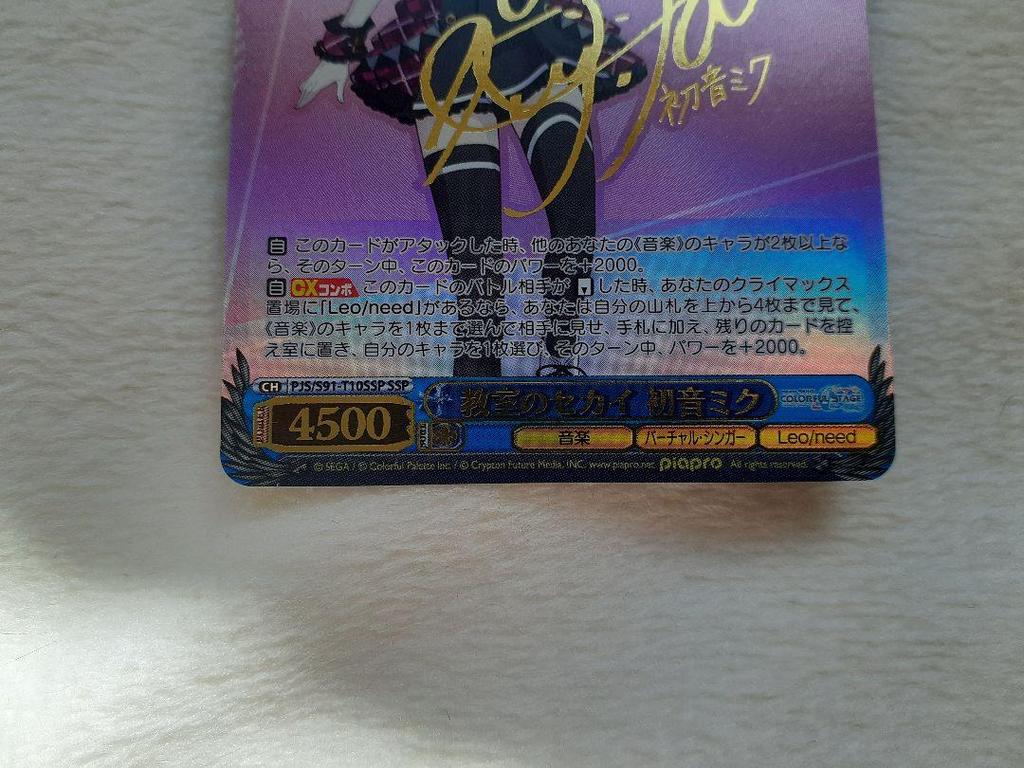 初音ミク
自 このカードがアタックした時、他のあなたの《音楽》のキャラが2枚以上な
ら、そのターン中、このカードのパワーを+2000。
自 CXコンボ このカードのバトル相手が した時、あなたのクライマックス
置場に「Leo/need」があるなら、あなたは自分の山札を上から4枚まで見て、
《音楽》のキャラを1枚まで選んで相手に見せ、手札に加え、残りのカードを控
え室に置き、自分のキャラを1枚選び、そのターン中、パワーを+2000。
CH PJS/S91-T10SSP SSP
教室のセカイ 初音ミク
COLORFUL STAGE
4500
音楽 バーチャル・シンガー Leo/need
© SEGA / © Colorful Palette Inc. / © Crypton Future Media, INC. www.piapro.net piapro All rights reserved.